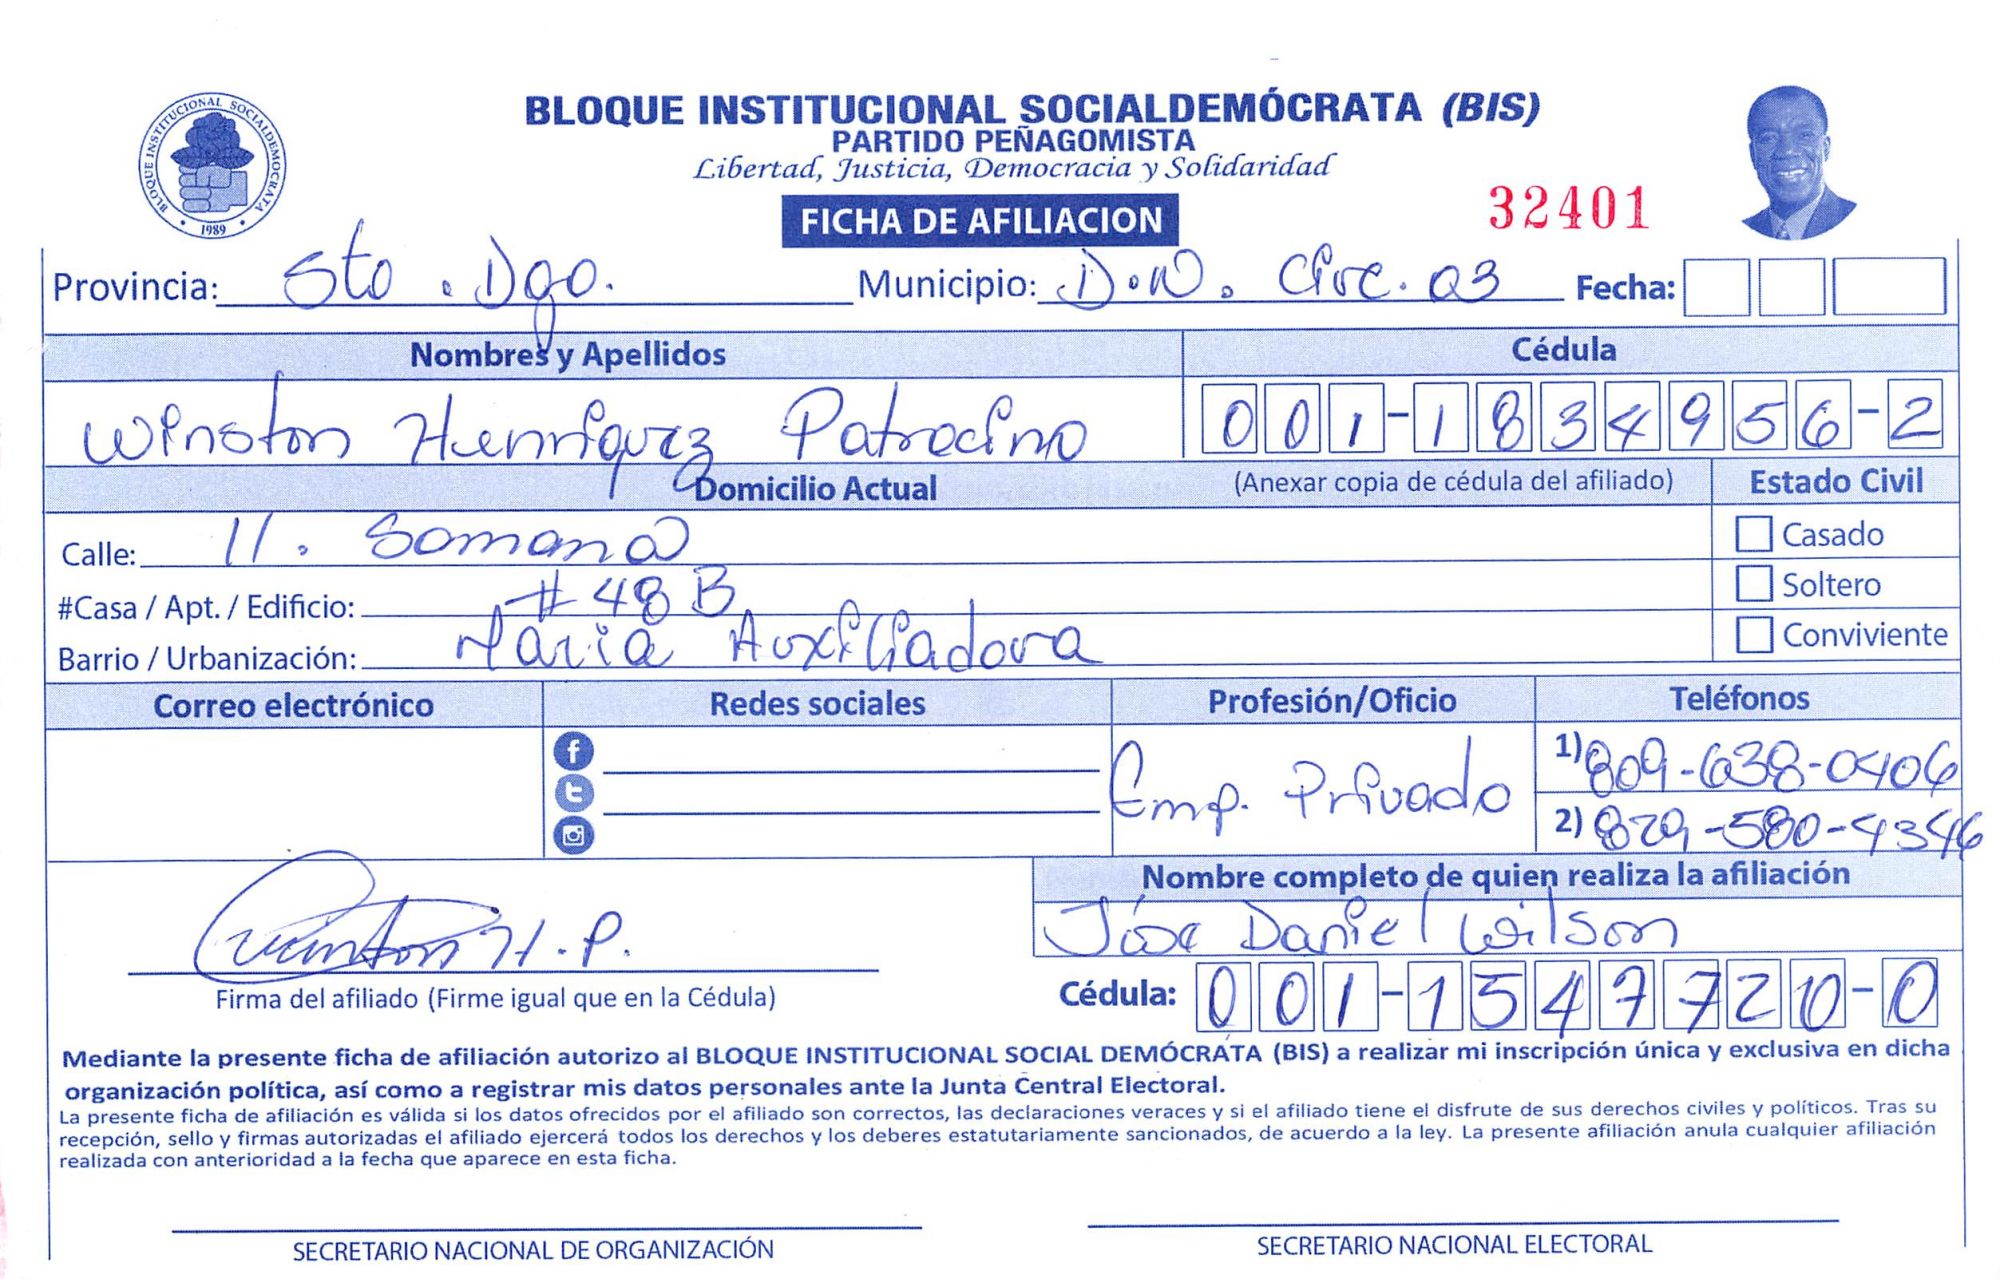 BLOQUE INSTITUCIONAL SOCIALDEMOCRATA
1989
BLOQUE INSTITUCIONAL SOCIALDEMÓCRATA (BIS)
PARTIDO PEÑAGOMISTA
Libertad, Justicia, Democracia y Solidaridad
FICHA DE AFILIACION
32401
Provincia: Sto. Dgo. Municipio: D.N. Circ. 03 Fecha:
Nombres y Apellidos Cédula
Winston Henriquez Patrocino 001-1834956-2
Domicilio Actual (Anexar copia de cédula del afiliado) Estado Civil
Calle: 11. Samana Casado
#Casa / Apt. / Edificio: #48 B Soltero
Barrio / Urbanización: Maria Auxiliadora Conviviente
Correo electrónico Redes sociales Profesión/Oficio Teléfonos
Emp. Privado 1) 809-638-0406
2) 829-580-4346
Nombre completo de quien realiza la afiliación
Winston H.P. Jose Daniel Wilson
Firma del afiliado (Firme igual que en la Cédula) Cédula: 001-1547720-0
Mediante la presente ficha de afiliación autorizo al BLOQUE INSTITUCIONAL SOCIAL DEMÓCRATA (BIS) a realizar mi inscripción única y exclusiva en dicha
organización política, así como a registrar mis datos personales ante la Junta Central Electoral.
La presente ficha de afiliación es válida si los datos ofrecidos por el afiliado son correctos, las declaraciones veraces y si el afiliado tiene el disfrute de sus derechos civiles y políticos. Tras su
recepción, sello y firmas autorizadas el afiliado ejercerá todos los derechos y los deberes estatutariamente sancionados, de acuerdo a la ley. La presente afiliación anula cualquier afiliación
realizada con anterioridad a la fecha que aparece en esta ficha.
SECRETARIO NACIONAL DE ORGANIZACIÓN SECRETARIO NACIONAL ELECTORAL